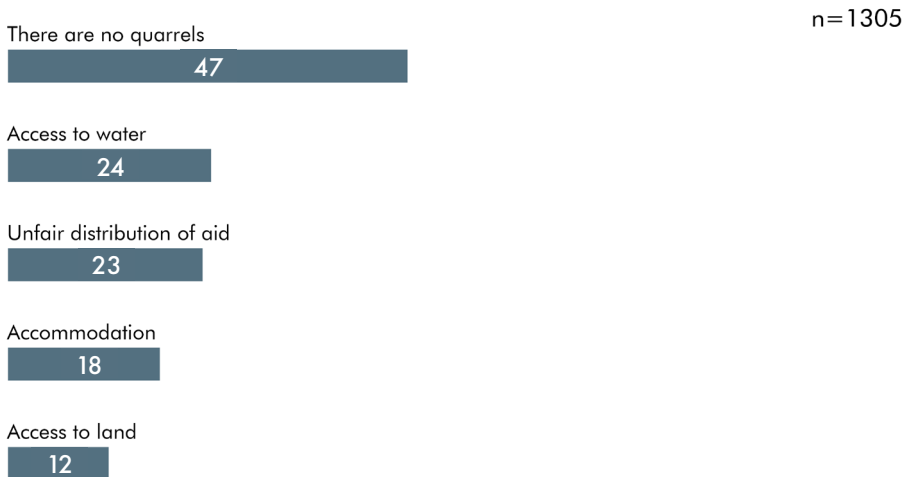 n=1305
There are no quarrels
47
Access to water
24
Unfair distribution of aid
23
Accommodation
18
Access to land
12